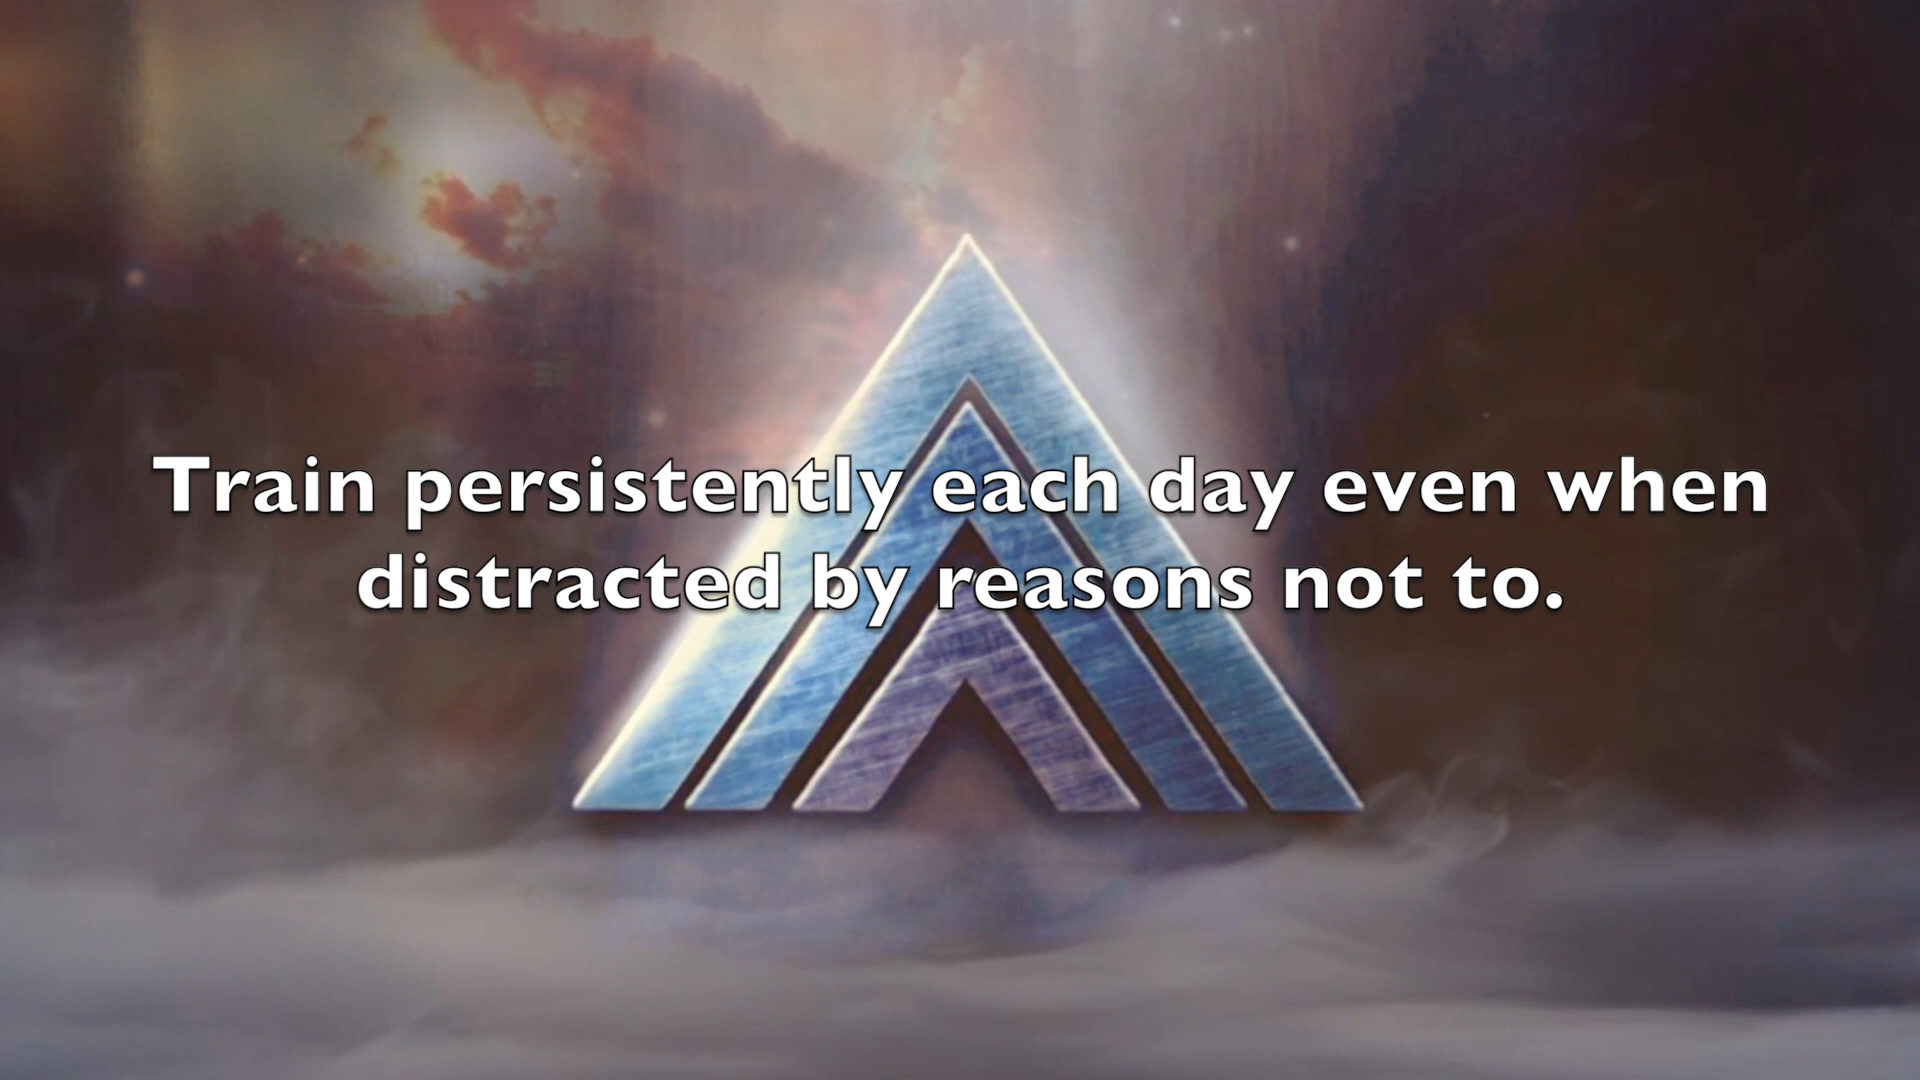 Train persistently each day even when
distracted by reasons not to.